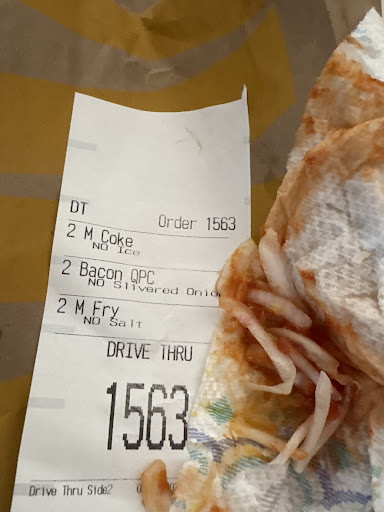 DT Order 1563
2 M Coke
NO Ice
2 Bacon QPC
NO Slivered Onio
2 M Fry
NO Salt
DRIVE THRU
1563
Drive Thru Side2